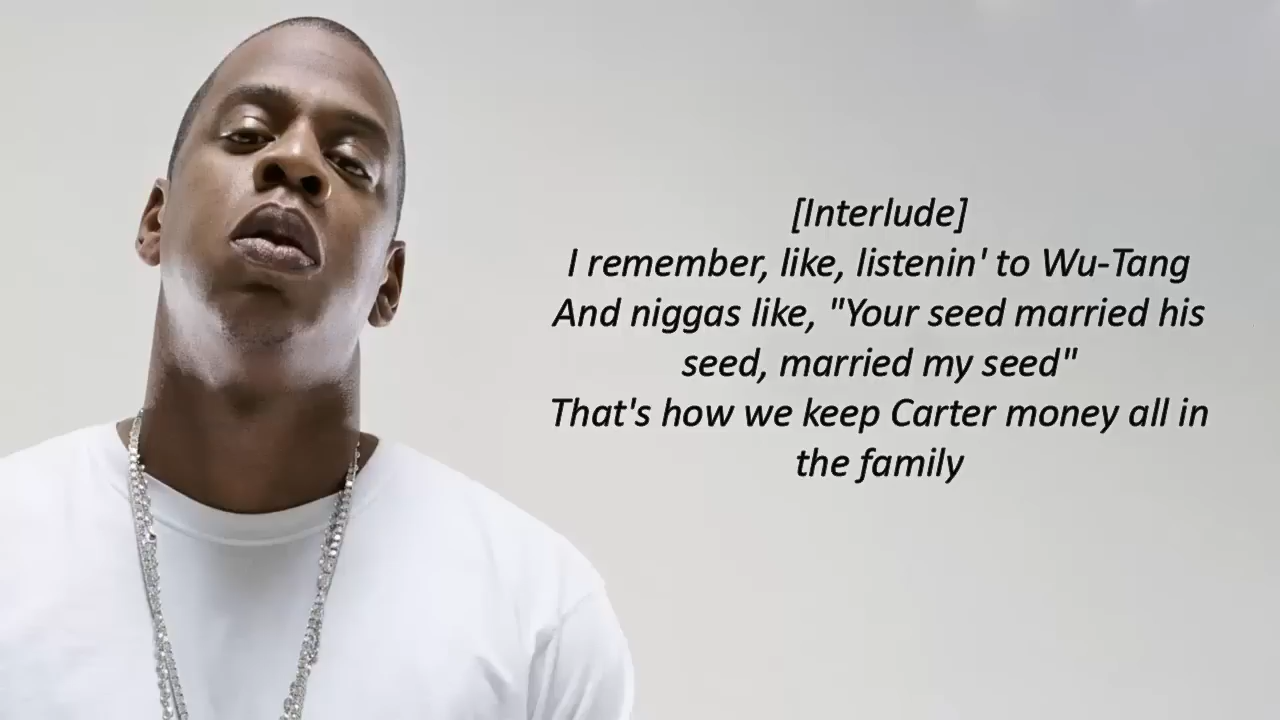 [Interlude]
I remember, like, listenin' to Wu-Tang
And niggas like, "Your seed married his
seed, married my seed"
That's how we keep Carter money all in
the family